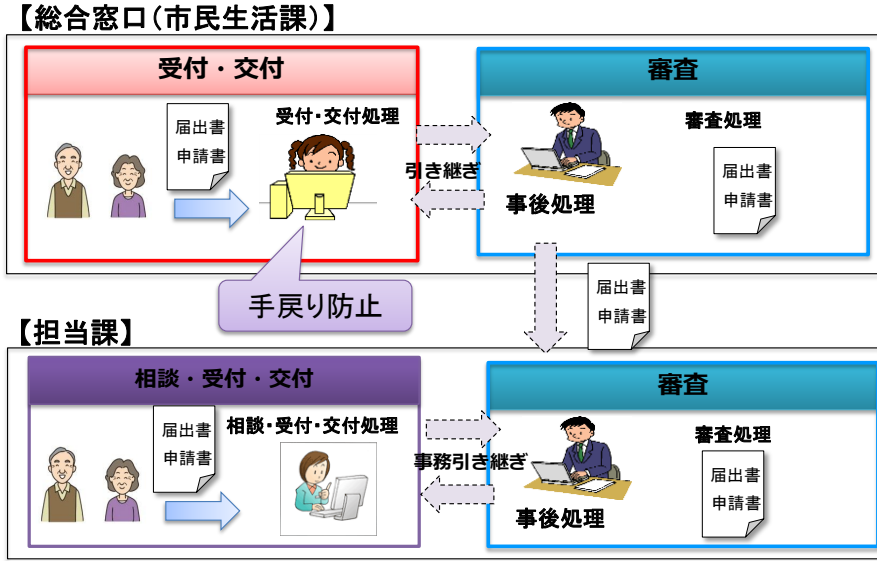 【総合窓口(市民生活課)】
受付・交付
審査
届出書
申請書
受付・交付処理
審査処理
引き継ぎ
届出書
申請書
事後処理
手戻り防止
届出書
申請書
【担当課】
相談・受付・交付
審査
届出書
申請書
相談・受付・交付処理
審査処理
事務引き継ぎ
届出書
申請書
事後処理